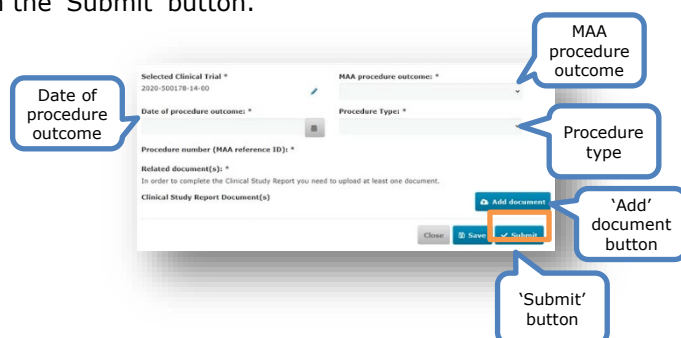 the 'Submit' button.
MAA
procedure
outcome
Selected Clinical Trial *
MAA procedure outcome: *
2020-500178-14-00
Date of
procedure
outcome
Date of procedure outcome: *
Procedure Type: *
Procedure
type
Procedure number (MAA reference ID): *
Related document(s): *
In order to complete the Clinical Study Report you need to upload at least one document.
Clinical Study Report Document(s)
Add document
'Add'
document
button
Close
Save
Submit
'Submit'
button